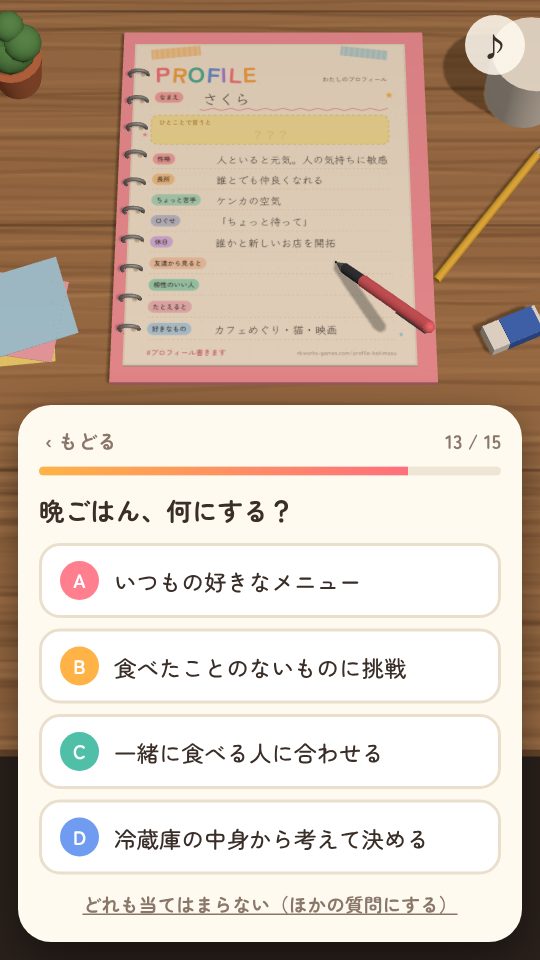 PROFILE
わたしのプロフィール
なまえ さくら
ひとことで言うと
???
性格 人といると元気。人の気持ちに敏感
長所 誰とでも仲良くなれる
ちょっと苦手 ケンカの空気
口ぐせ 「ちょっと待って」
休日 誰かと新しいお店を開拓
友達から見ると
相性のいい人
たとえると
好きなもの カフェめぐり・猫・映画
#プロフィール書きます
‹ もどる
13 / 15
晩ごはん、何にする？
A いつもの好きなメニュー
B 食べたことのないものに挑戦
C 一緒に食べる人に合わせる
D 冷蔵庫の中身から考えて決める
どれも当てはまらない（ほかの質問にする）